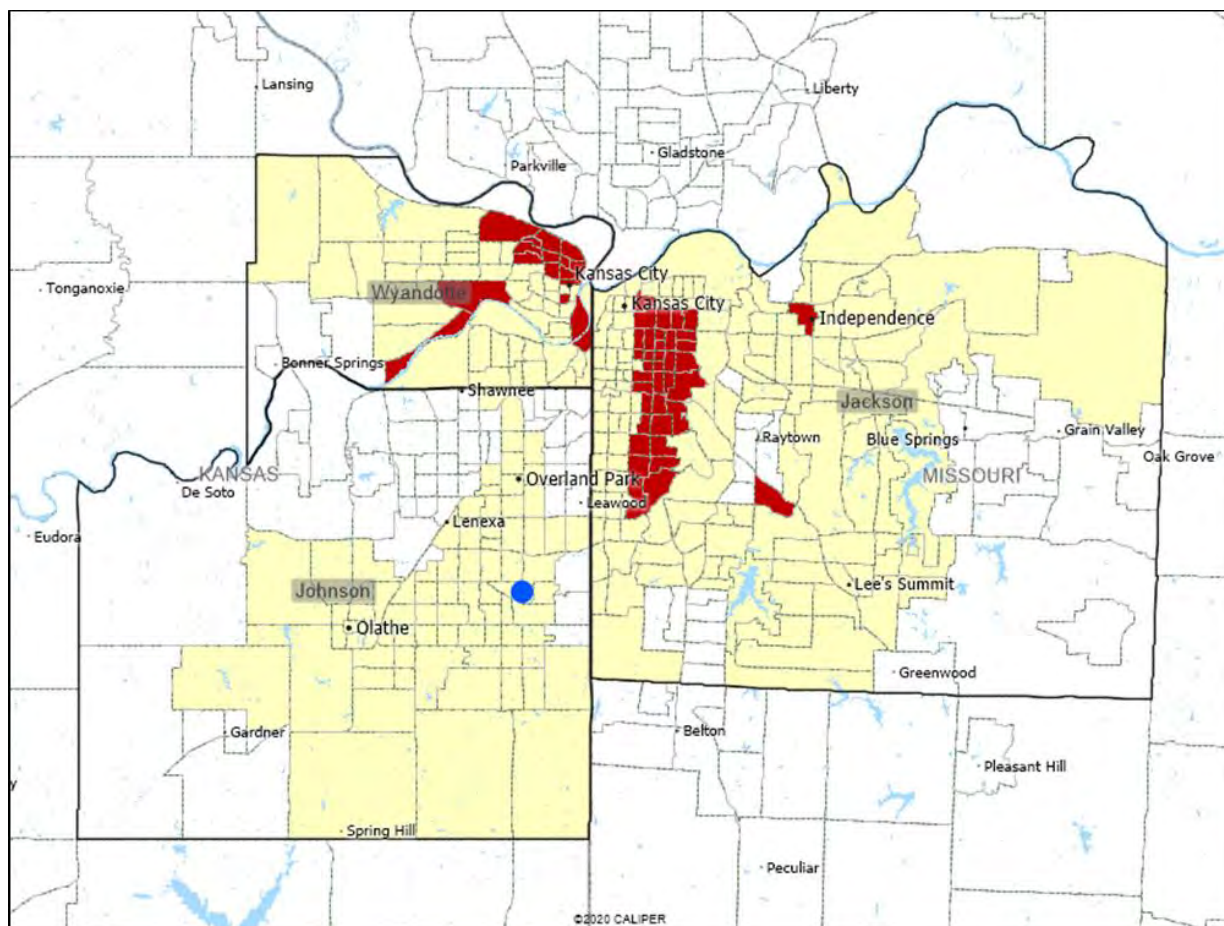 Lansing
Liberty
Gladstone
Parkville
Kansas City
Tonganoxie
Wyandotte
Kansas City
Independence
Bonner Springs
Shawnee
Jackson
Raytown
Blue Springs
Grain Valley
Oak Grove
KANSAS
MISSOURI
De Soto
Overland Park
Leawood
Lenexa
Eudora
Johnson
Lee's Summit
Olathe
Greenwood
Gardner
Belton
Pleasant Hill
y
Spring Hill
Peculiar
©2020 CALIPER